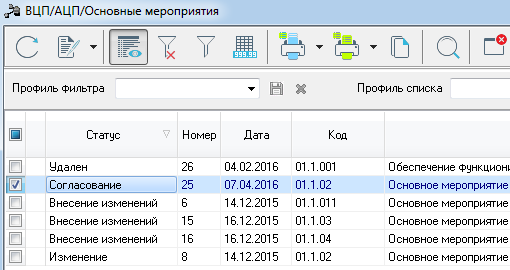 ВЦП/АЦП/Основные мероприятия
Профиль фильтра Профиль списка
Статус Номер Дата Код
Удален 26 04.02.2016 01.1.001 Обеспечение функцион
Согласование 25 07.04.2016 01.1.02 Основное мероприятие
Внесение изменений 6 14.12.2015 01.1.011 Основное мероприятие
Внесение изменений 15 16.12.2015 01.1.03 Основное мероприятие
Внесение изменений 16 16.12.2015 01.1.04 Основное мероприятие
Изменение 8 14.12.2015 01.1.02 Основное мероприятие